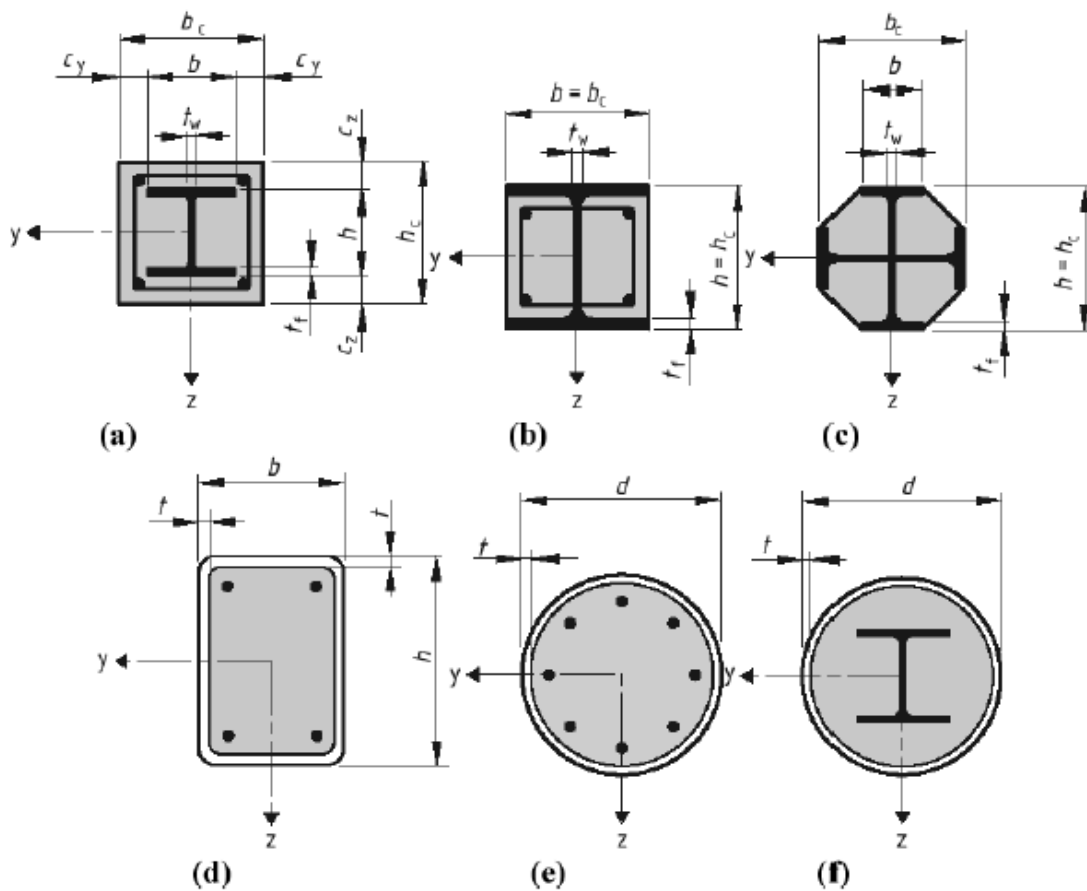 b_c
c_y b c_y
t_w
c_z
h
h_c
t_f
c_z
y
z
(a)
b = b_c
t_w
h = h_c
t_f
y
z
(b)
b_c
b
t_w
h = h_c
t_f
y
z
(c)
b
t
t
h
y
z
(d)
d
t
y
z
(e)
d
t
y
z
(f)